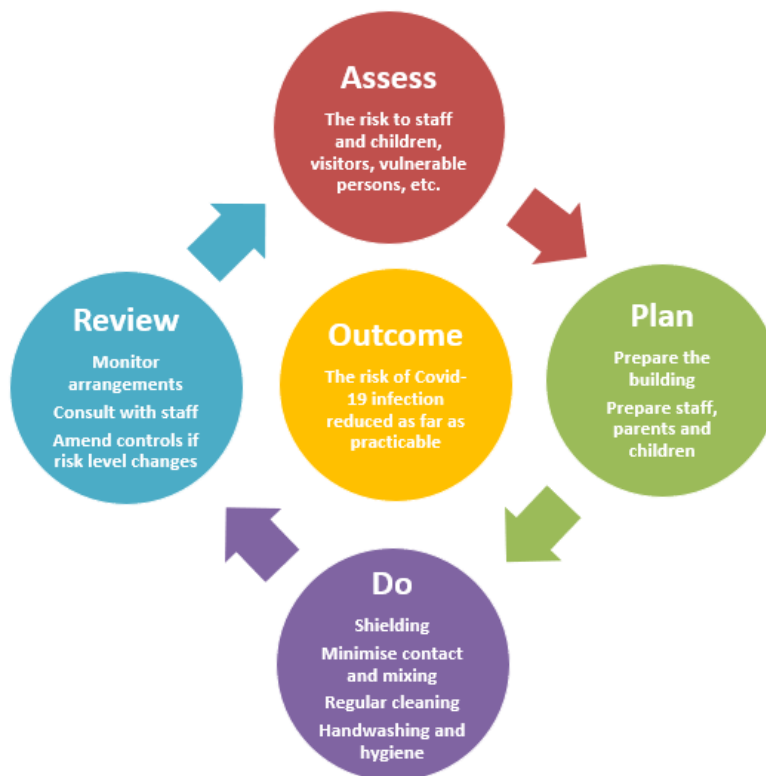 Assess
The risk to staff
and children,
visitors, vulnerable
persons, etc.
Plan
Prepare the
building
Prepare staff,
parents and
children
Do
Shielding
Minimise contact
and mixing
Regular cleaning
Handwashing and
hygiene
Review
Monitor
arrangements
Consult with staff
Amend controls if
risk level changes
Outcome
The risk of Covid-
19 infection
reduced as far as
practicable